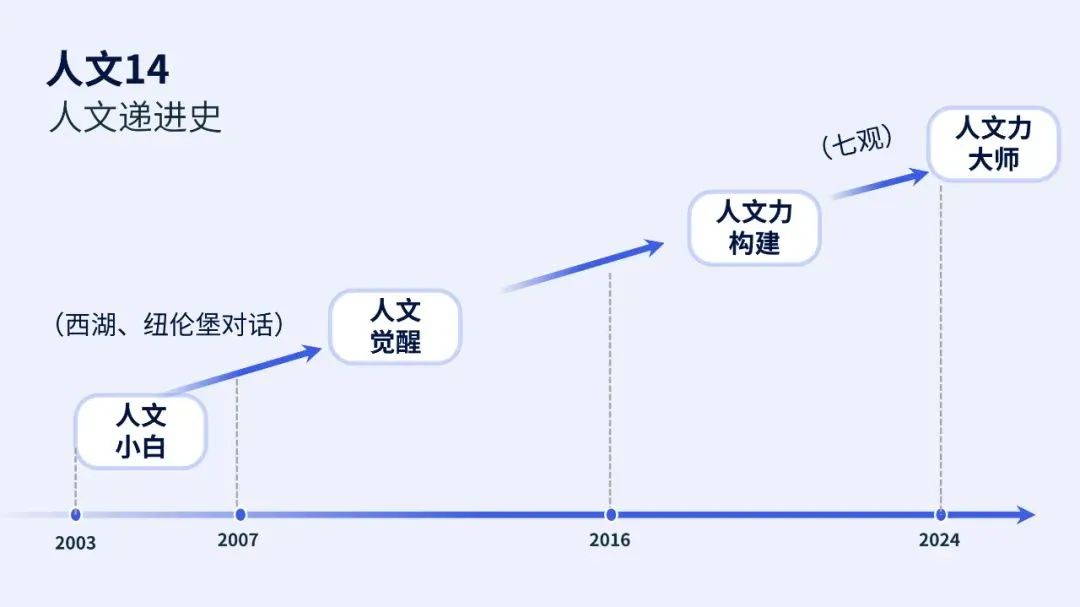 人文14
人文递进史
（七观）
人文力
大师
人文力
构建
（西湖、纽伦堡对话）
人文
觉醒
人文
小白
2003
2007
2016
2024